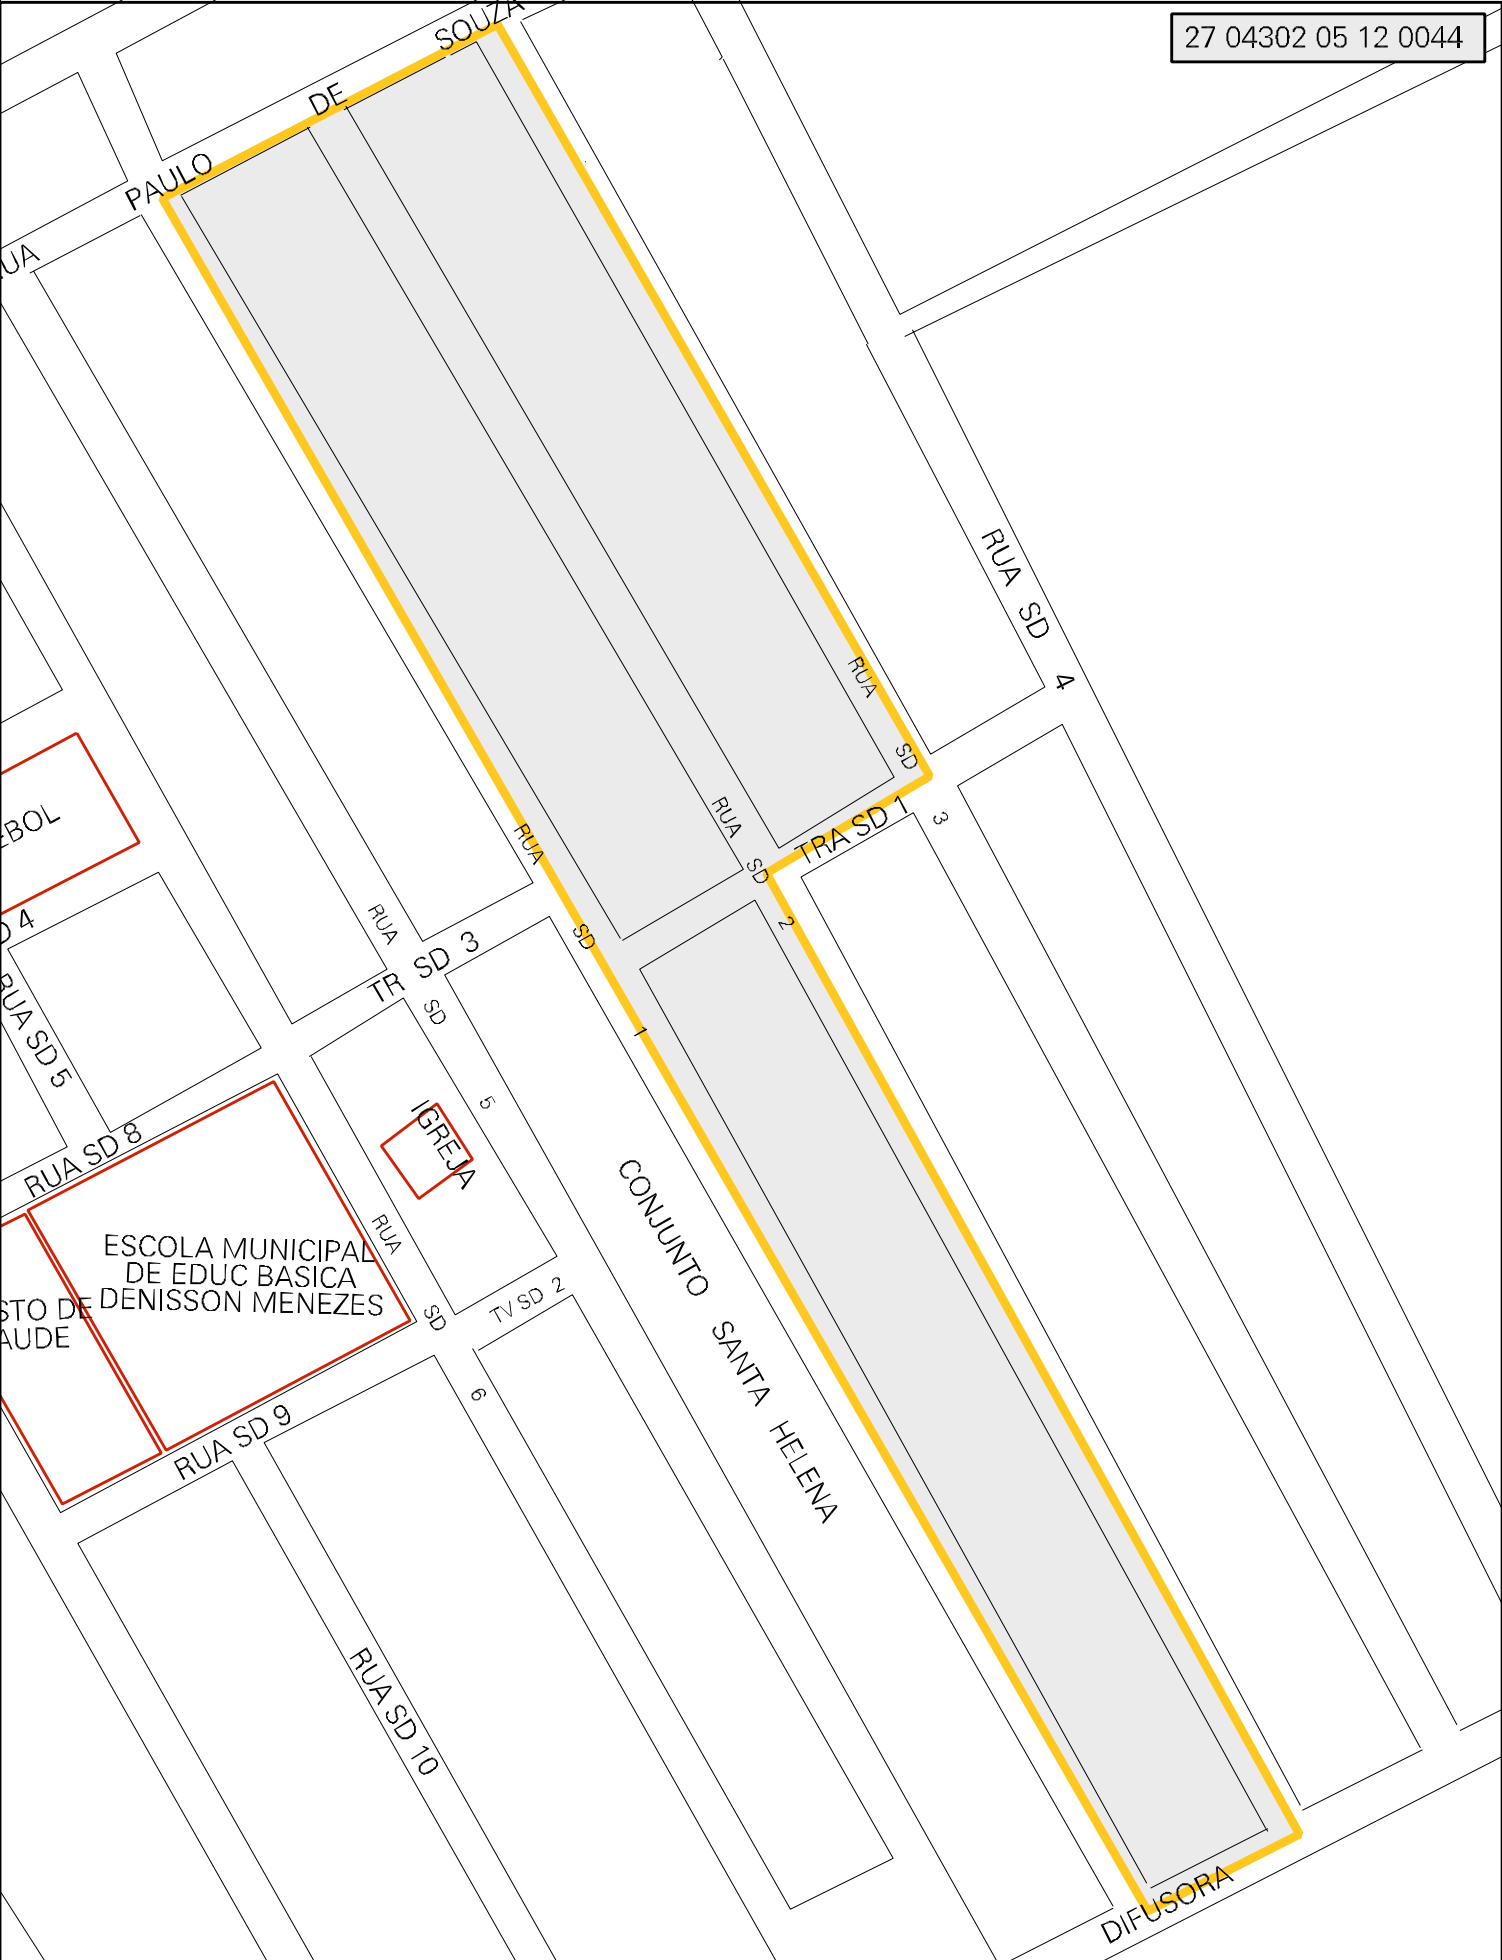 27 04302 05 12 0044
PAULO DE SOUZA
RUA SD 4
RUA SD 3
TRA SD 1
RUA SD 2
RUA SD 1
RUA SD 5
TR SD 3
RUA SD 5
RUA SD 8
IGREJA
ESCOLA MUNICIPAL
DE EDUC BASICA
DENISSON MENEZES
RUA SD 6
TV SD 2
RUA SD 9
CONJUNTO SANTA HELENA
RUA SD 10
DIFUSORA